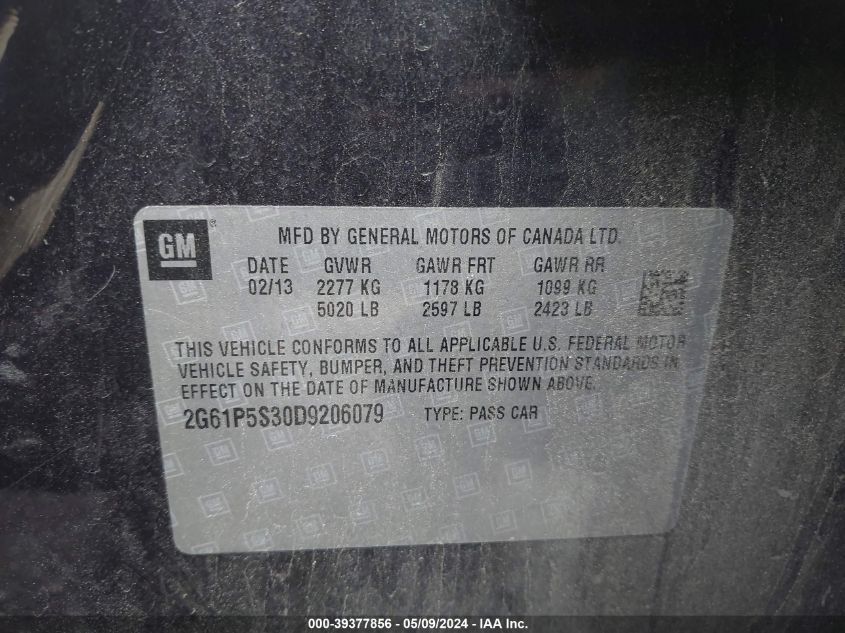 GM ®
MFD BY GENERAL MOTORS OF CANADA LTD.
DATE GVWR GAWR FRT GAWR RR
02/13 2277 KG 1178 KG 1099 KG
5020 LB 2597 LB 2423 LB
THIS VEHICLE CONFORMS TO ALL APPLICABLE U.S. FEDERAL MOTOR
VEHICLE SAFETY, BUMPER, AND THEFT PREVENTION STANDARDS IN
EFFECT ON THE DATE OF MANUFACTURE SHOWN ABOVE.
2G61P5S30D9206079 TYPE: PASS CAR
000-39377856 - 05/09/2024 - IAA Inc.